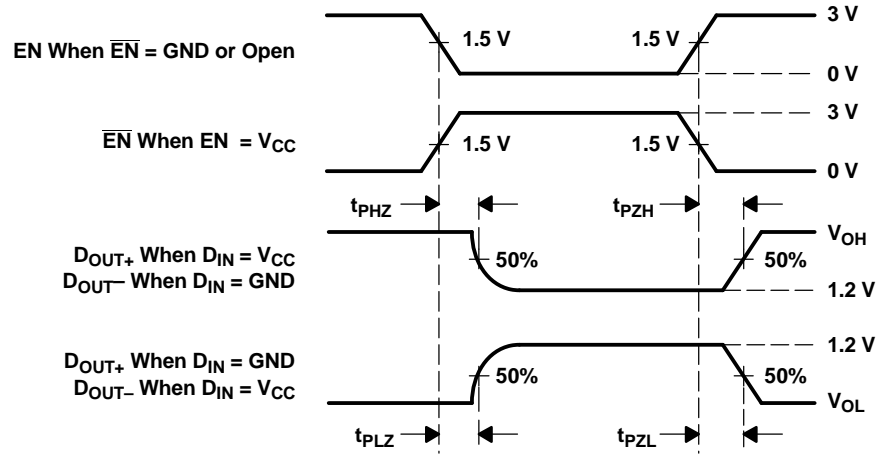 3 V
EN When E̅N̅ = GND or Open
1.5 V
1.5 V
0 V
3 V
E̅N̅ When EN = VCC
1.5 V
1.5 V
0 V
tPHZ
tPZH
VOH
DOUT+ When DIN = VCC
50%
50%
DOUT– When DIN = GND
1.2 V
1.2 V
DOUT+ When DIN = GND
50%
50%
DOUT– When DIN = VCC
VOL
tPLZ
tPZL